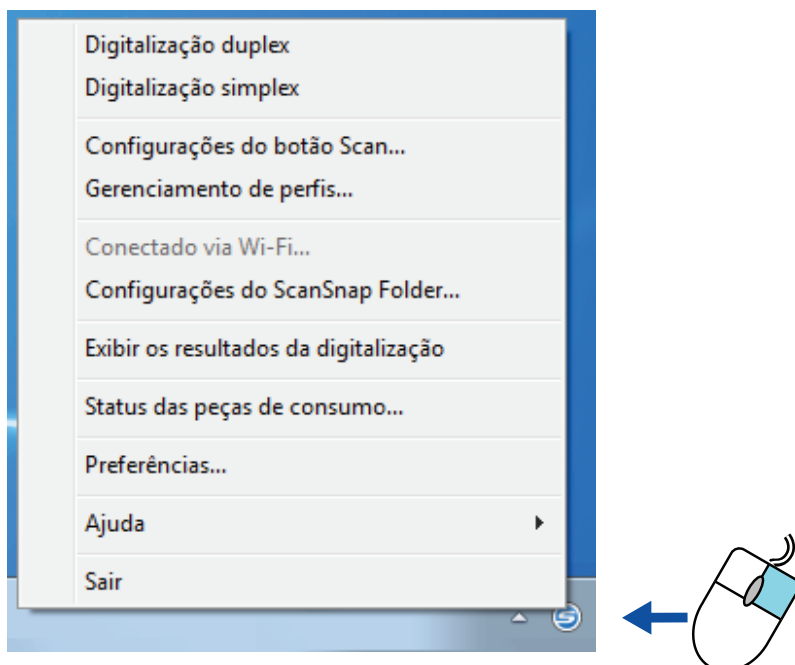 Digitalização duplex
Digitalização simplex
Configurações do botão Scan...
Gerenciamento de perfis...
Conectado via Wi-Fi...
Configurações do ScanSnap Folder...
Exibir os resultados da digitalização
Status das peças de consumo...
Preferências...
Ajuda
Sair